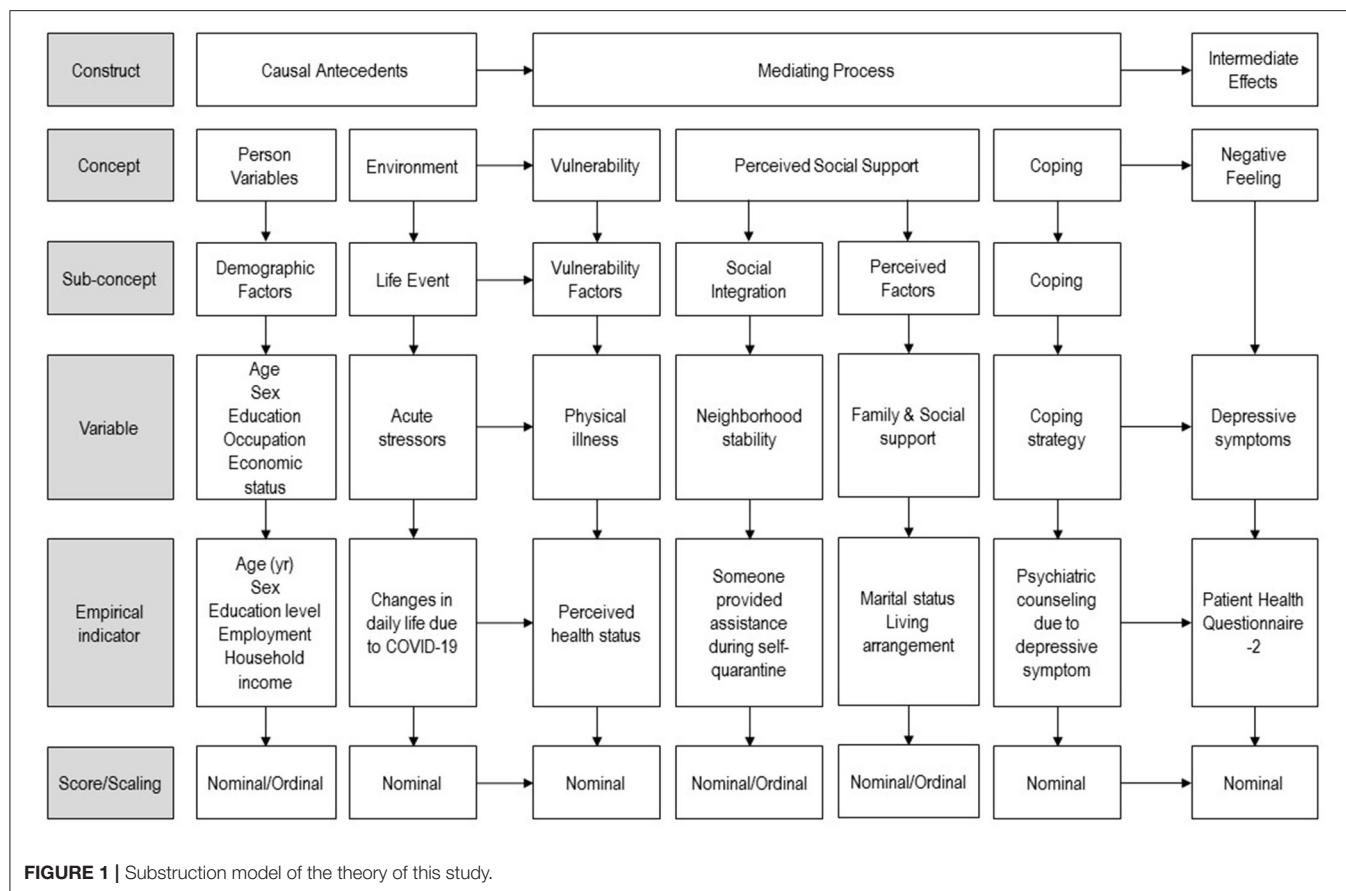 Construct
Causal Antecedents
Mediating Process
Intermediate
Effects
Concept
Person
Variables
Environment
Vulnerability
Perceived Social Support
Coping
Negative
Feeling
Sub-concept
Demographic
Factors
Life Event
Vulnerability
Factors
Social
Integration
Perceived
Factors
Coping
Variable
Age
Sex
Education
Occupation
Economic
status
Acute
stressors
Physical
illness
Neighborhood
stability
Family & Social
support
Coping
strategy
Depressive
symptoms
Empirical
indicator
Age (yr)
Sex
Education level
Employment
Household
income
Changes in
daily life due
to COVID-19
Perceived
health status
Someone
provided
assistance
during self-
quarantine
Marital status
Living
arrangement
Psychiatric
counseling
due to
depressive
symptom
Patient Health
Questionnaire
-2
Score/Scaling
Nominal/Ordinal
Nominal
Nominal
Nominal/Ordinal
Nominal/Ordinal
Nominal
Nominal
FIGURE 1 | Substruction model of the theory of this study.